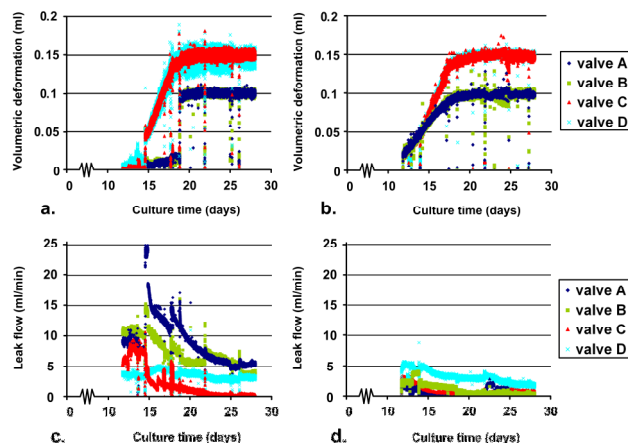 Volumetric deformation (ml)
0.2
0.15
0.1
0.05
0
0 10 15 20 25 30
a. Culture time (days)
Volumetric deformation (ml)
0.2
0.15
0.1
0.05
0
0 10 15 20 25 30
b. Culture time (days)
valve A
valve B
valve C
valve D
Leak flow (ml/min)
25
20
15
10
5
0
0 10 15 20 25 30
c. Culture time (days)
Leak flow (ml/min)
25
20
15
10
5
0
0 10 15 20 25 30
d. Culture time (days)
valve A
valve B
valve C
valve D